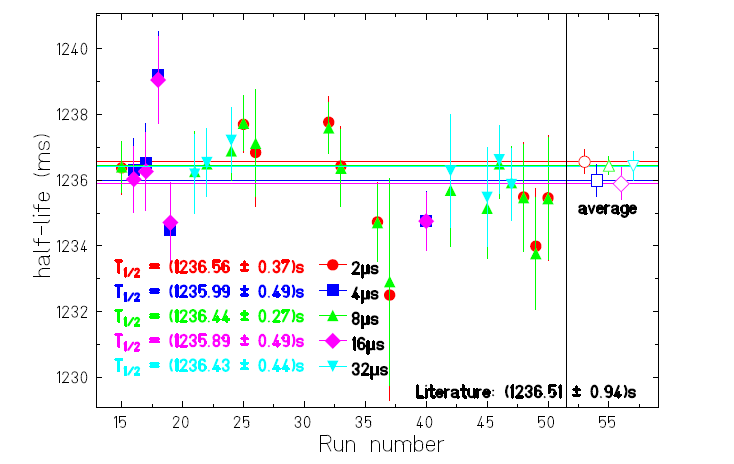 half-life (ms)
1240
1238
1236
1234
1232
1230
average
T1/2 = (1236.56 ± 0.37)s 2µs
T1/2 = (1235.99 ± 0.49)s 4µs
T1/2 = (1236.44 ± 0.27)s 8µs
T1/2 = (1235.89 ± 0.49)s 16µs
T1/2 = (1236.43 ± 0.44)s 32µs
Literature: (1236.51 ± 0.94)s
15 20 25 30 35 40 45 50 55
Run number